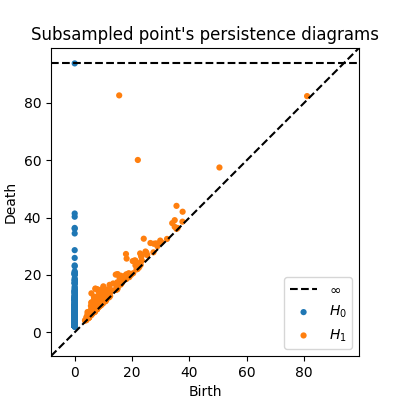 Subsampled point's persistence diagrams
Death
80
60
40
20
0
0 20 40 60 80
Birth
∞
H₀
H₁